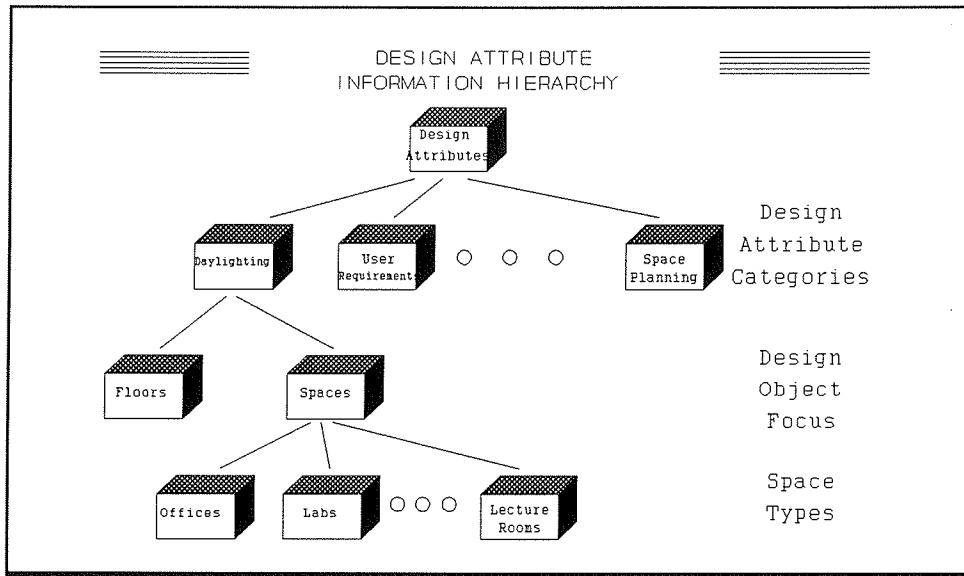 DESIGN ATTRIBUTE
INFORMATION HIERARCHY
Design
Attributes
Design
Attribute
Categories
Daylighting
User
Requirements
Space
Planning
Design
Object
Focus
Floors
Spaces
Space
Types
Offices
Labs
Lecture
Rooms